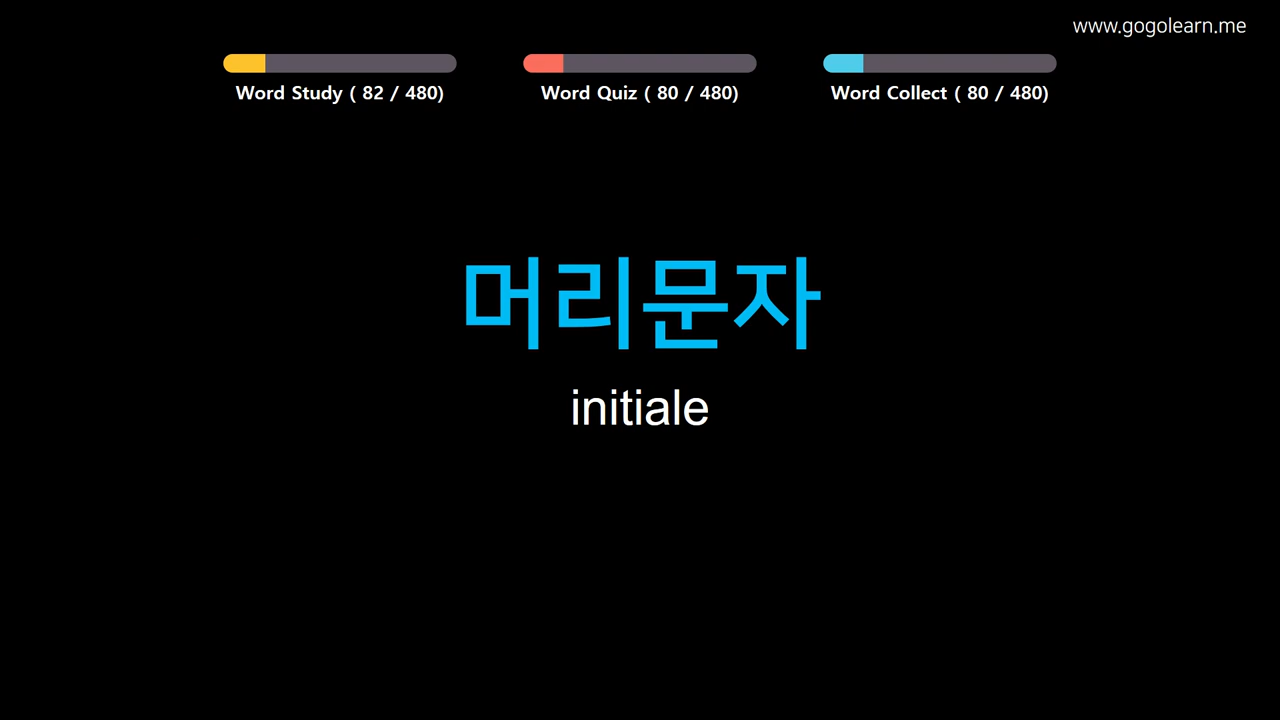 www.gogolearn.me
Word Study ( 82 / 480)
Word Quiz ( 80 / 480)
Word Collect ( 80 / 480)
머리문자
initiale